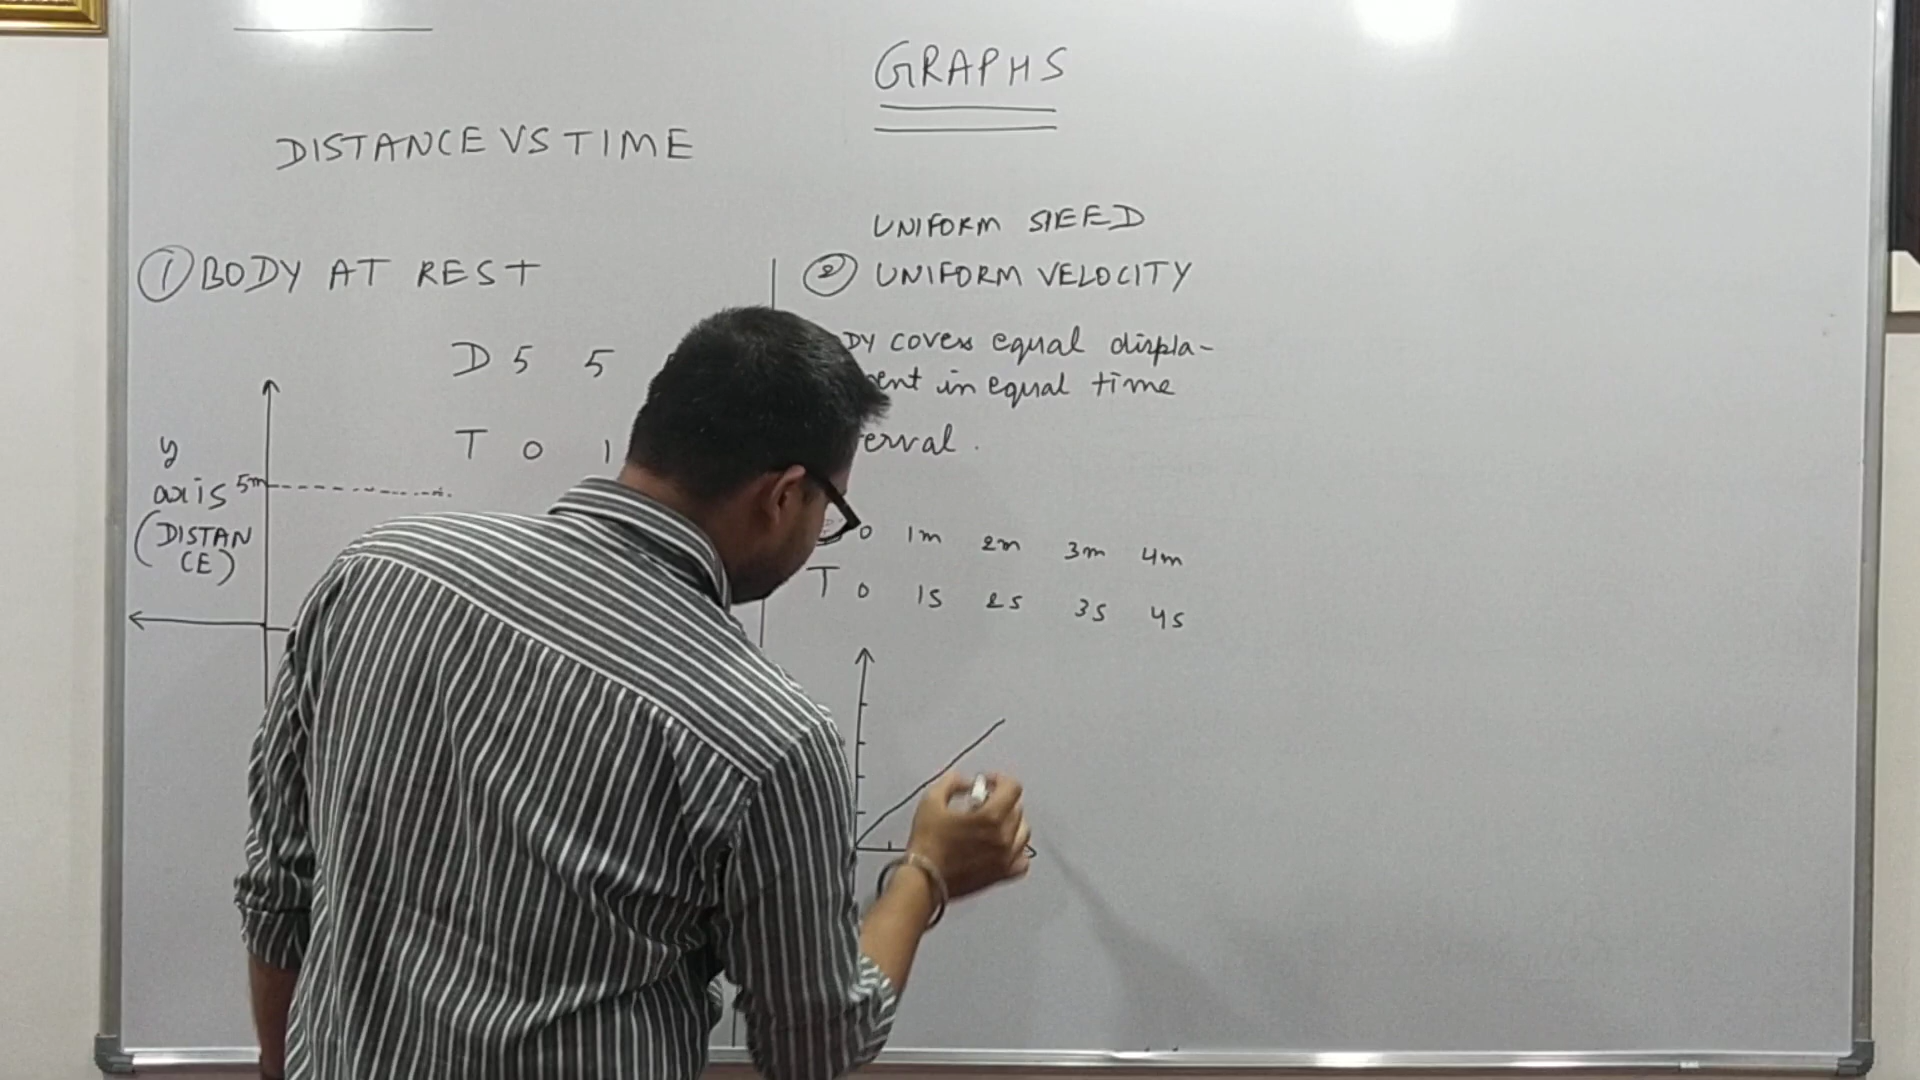 GRAPHS
DISTANCE VS TIME
① BODY AT REST
D 5 5
T 0 1
y
axis 5m
(DISTAN
CE)
UNIFORM SPEED
② UNIFORM VELOCITY
DY covers equal displa-
ent in equal time
erval.
0 1m 2m 3m 4m
T 0 1s 2s 3s 4s